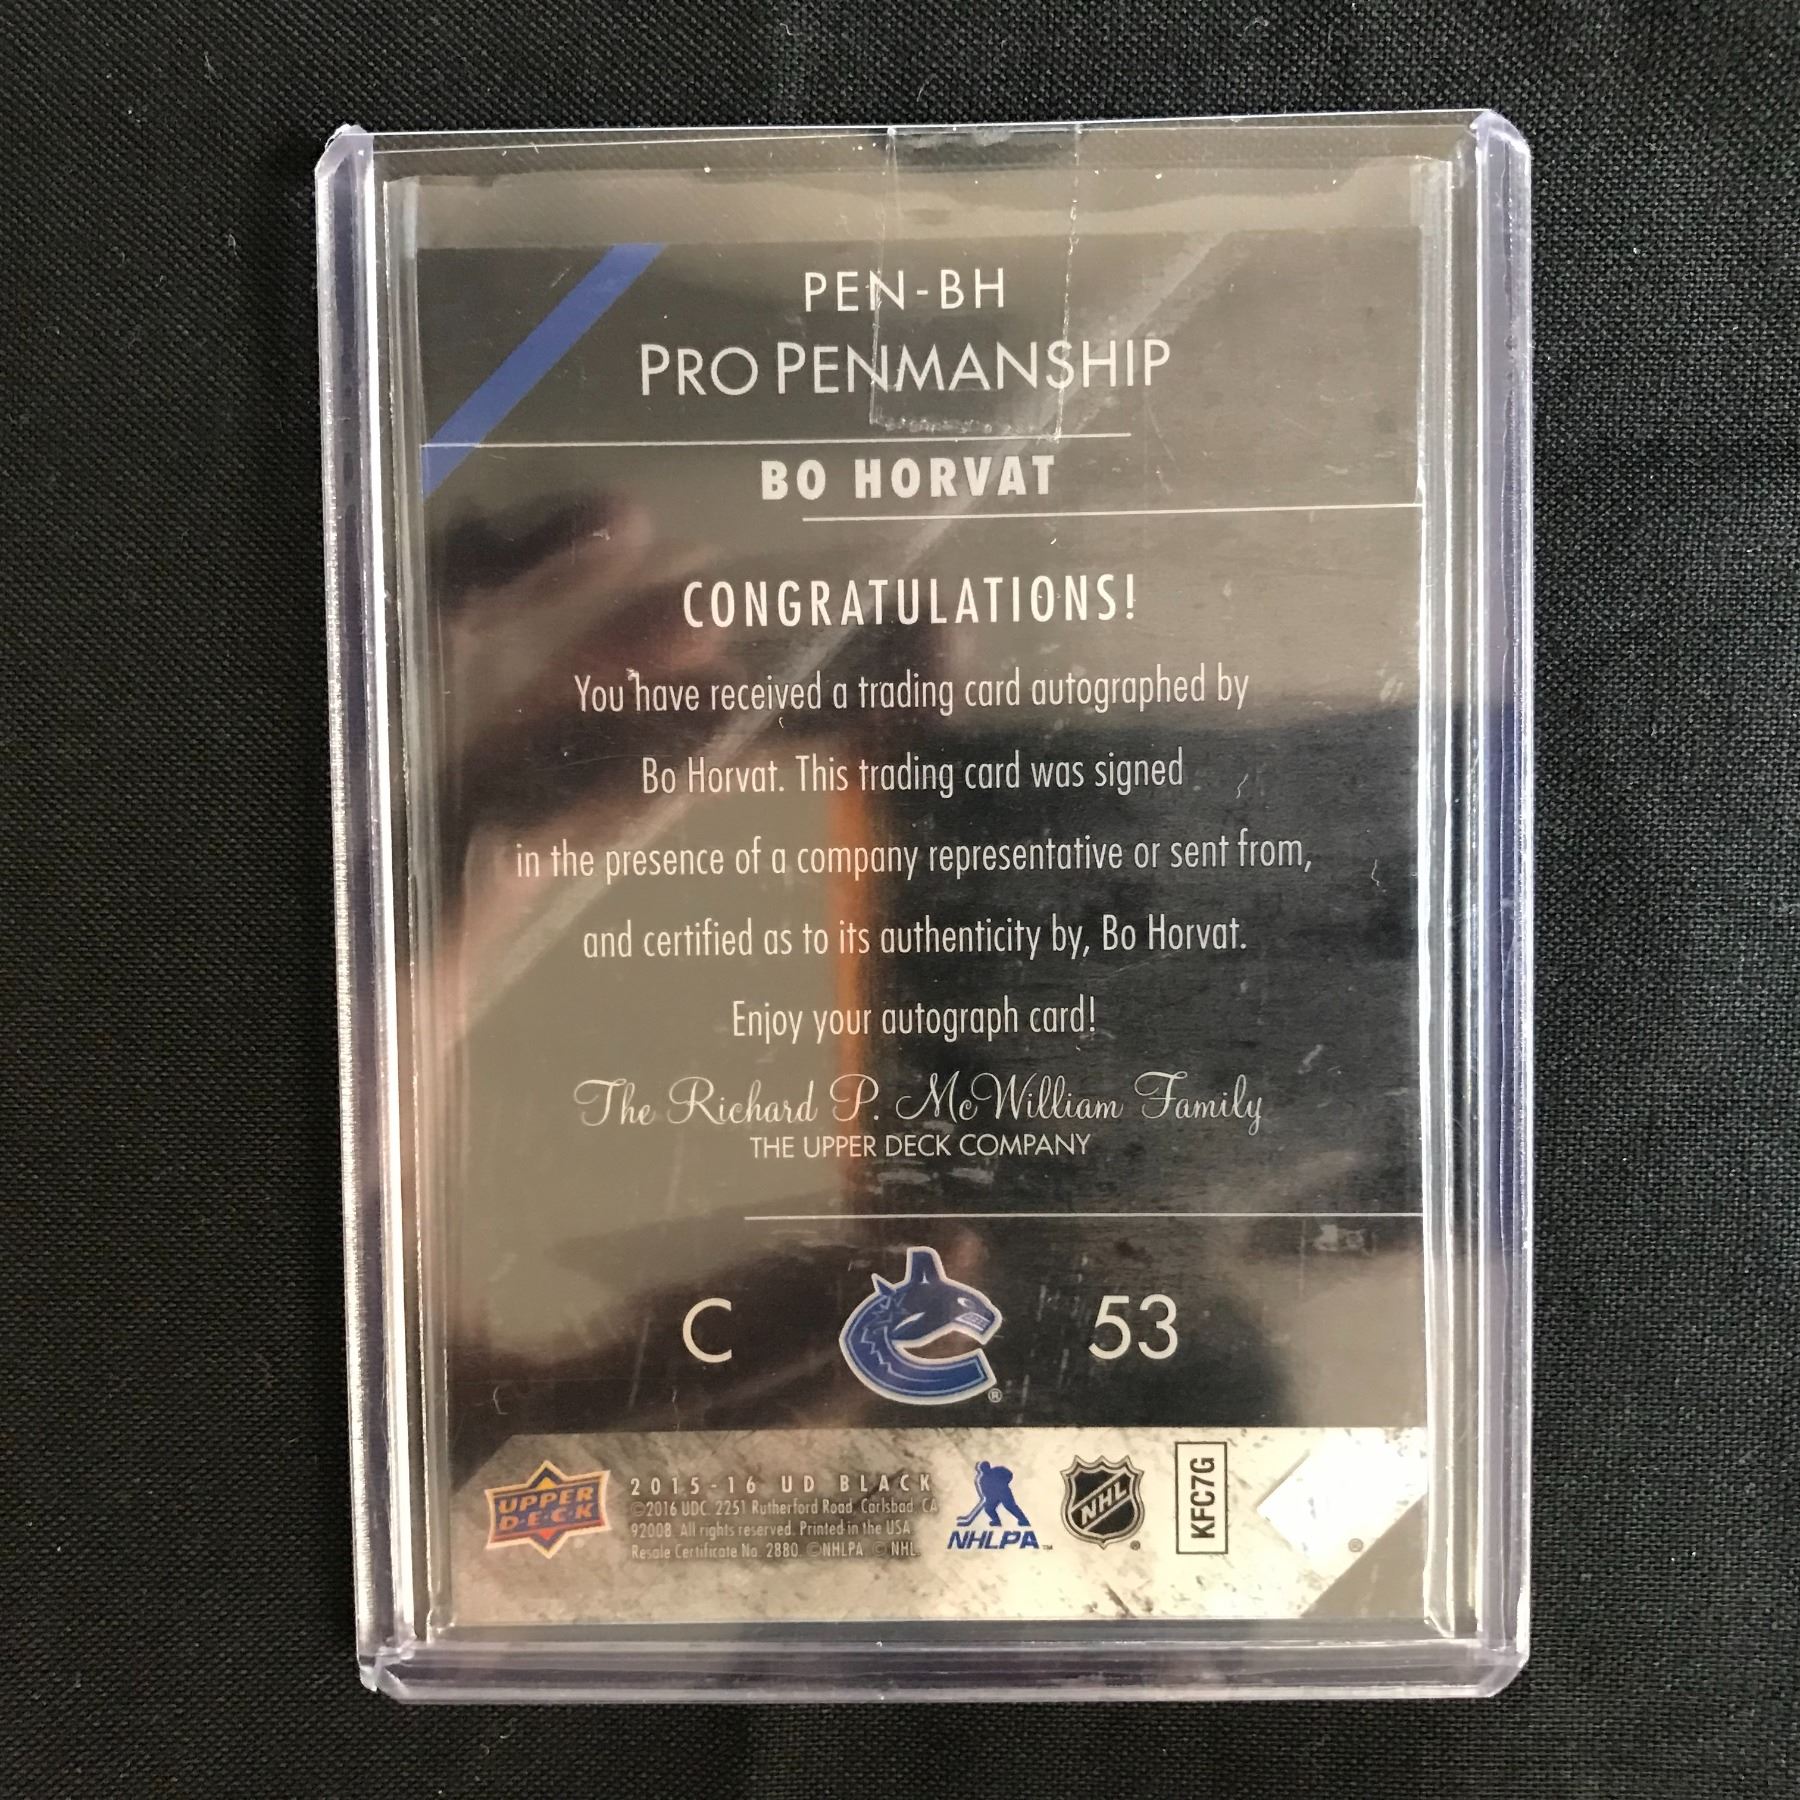 PEN-BH
PRO PENMANSHIP
BO HORVAT
CONGRATULATIONS!
You have received a trading card autographed by
Bo Horvat. This trading card was signed
in the presence of a company representative or sent from,
and certified as to its authenticity by, Bo Horvat.
Enjoy your autograph card!
The Richard P. McWilliam Family
THE UPPER DECK COMPANY
C 53
®
UPPER
D·E·C·K
2015-16 UD BLACK
©2016 UDC. 2251 Rutherford Road, Carlsbad, CA
92008. All rights reserved. Printed in the USA
Resale Certificate No. 2880. ©NHLPA. © NHL.
NHLPA™
NHL
®
KFC7G
®